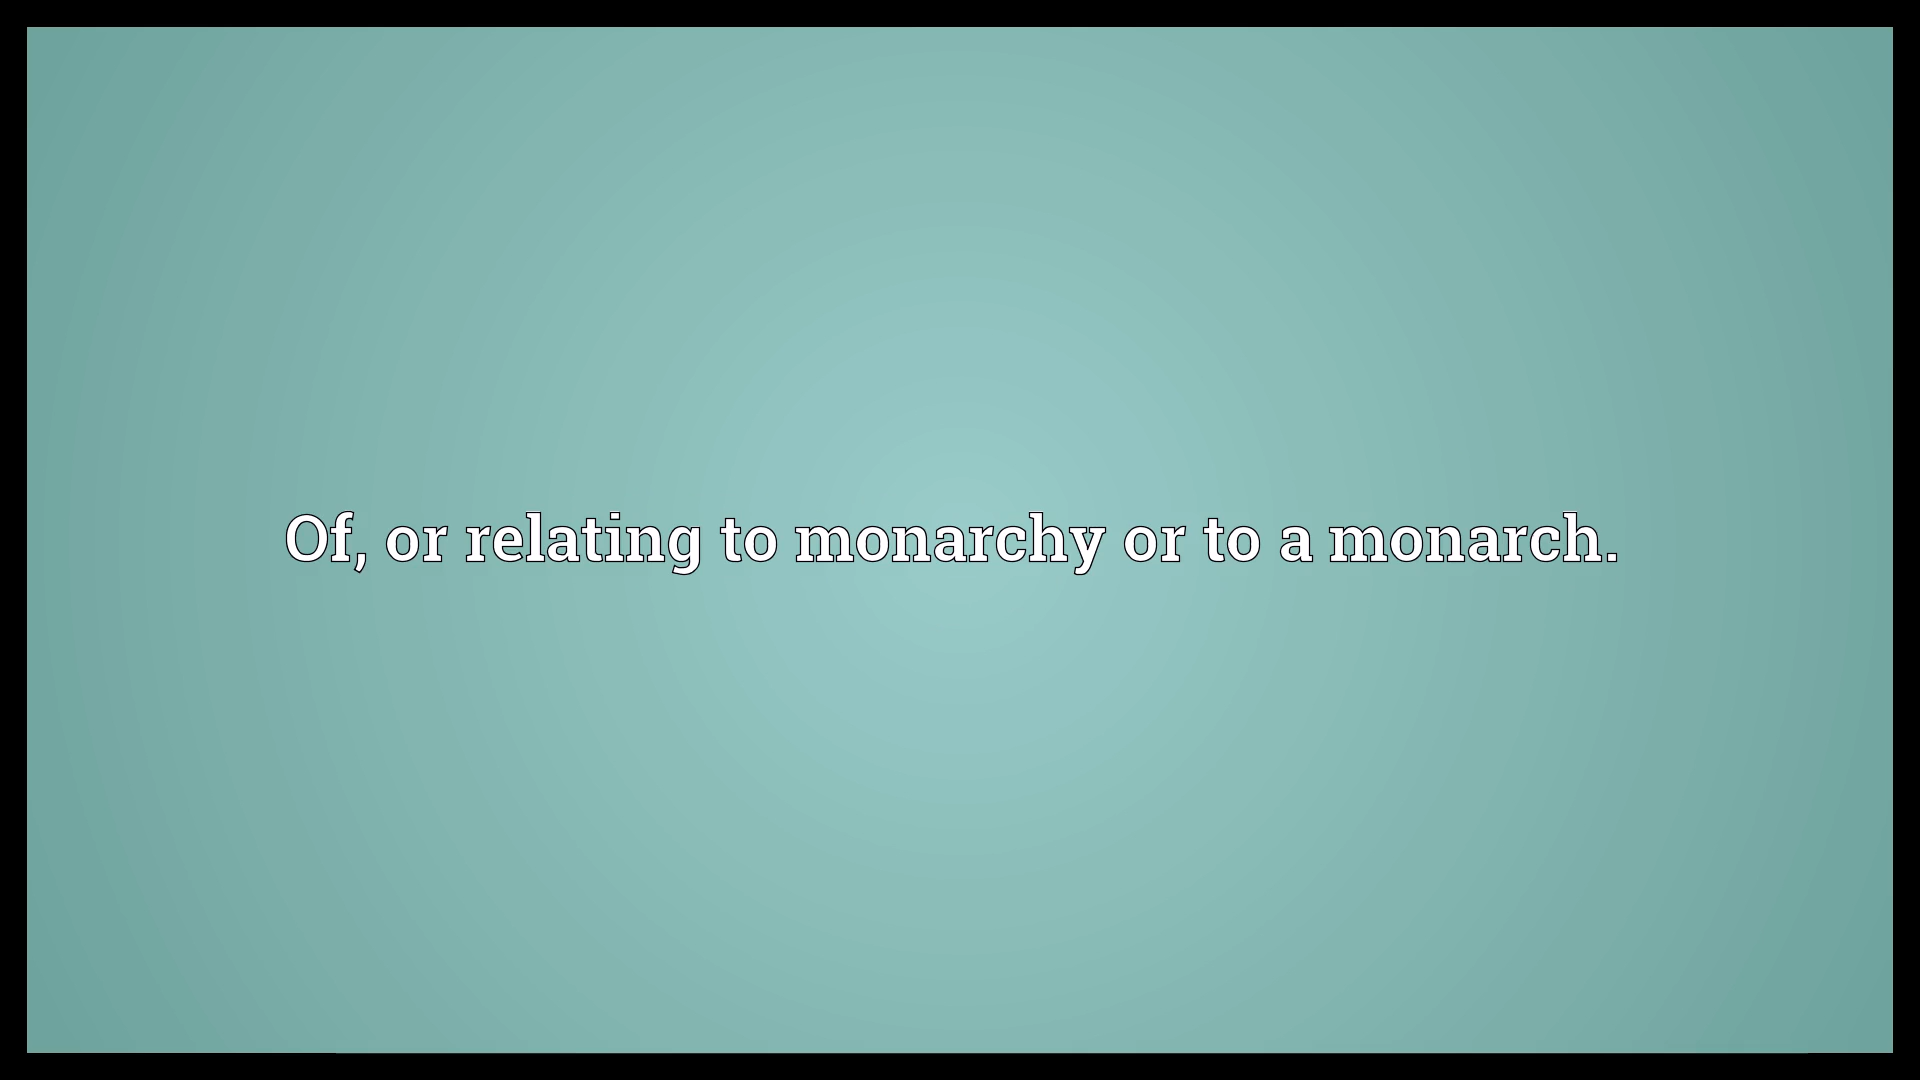 Of, or relating to monarchy or to a monarch.